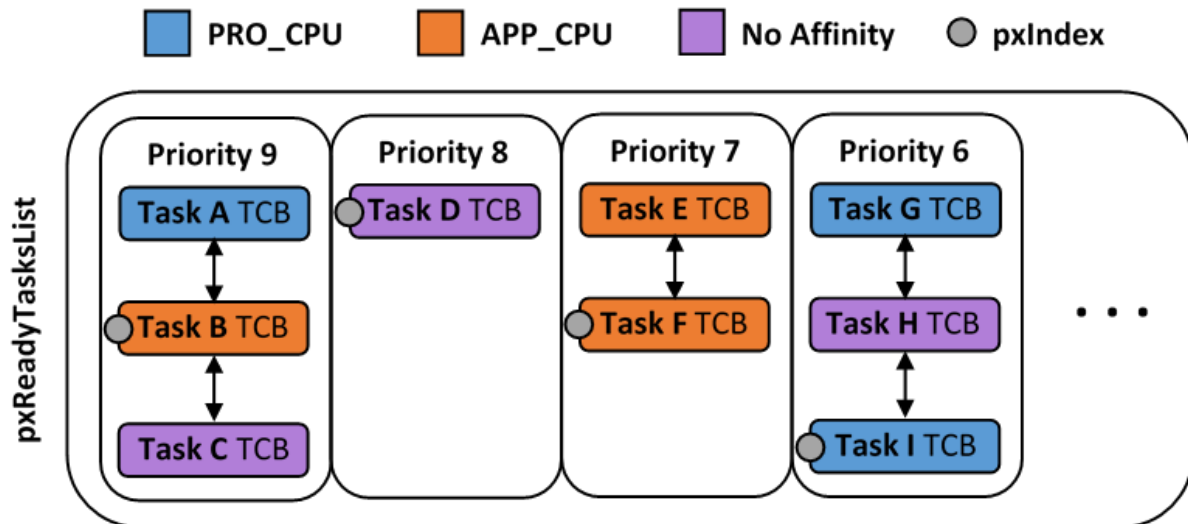 PRO_CPU APP_CPU No Affinity pxIndex
pxReadyTasksList
Priority 9 Priority 8 Priority 7 Priority 6
Task A TCB Task D TCB Task E TCB Task G TCB
Task B TCB Task F TCB Task H TCB
. . .
Task C TCB Task I TCB